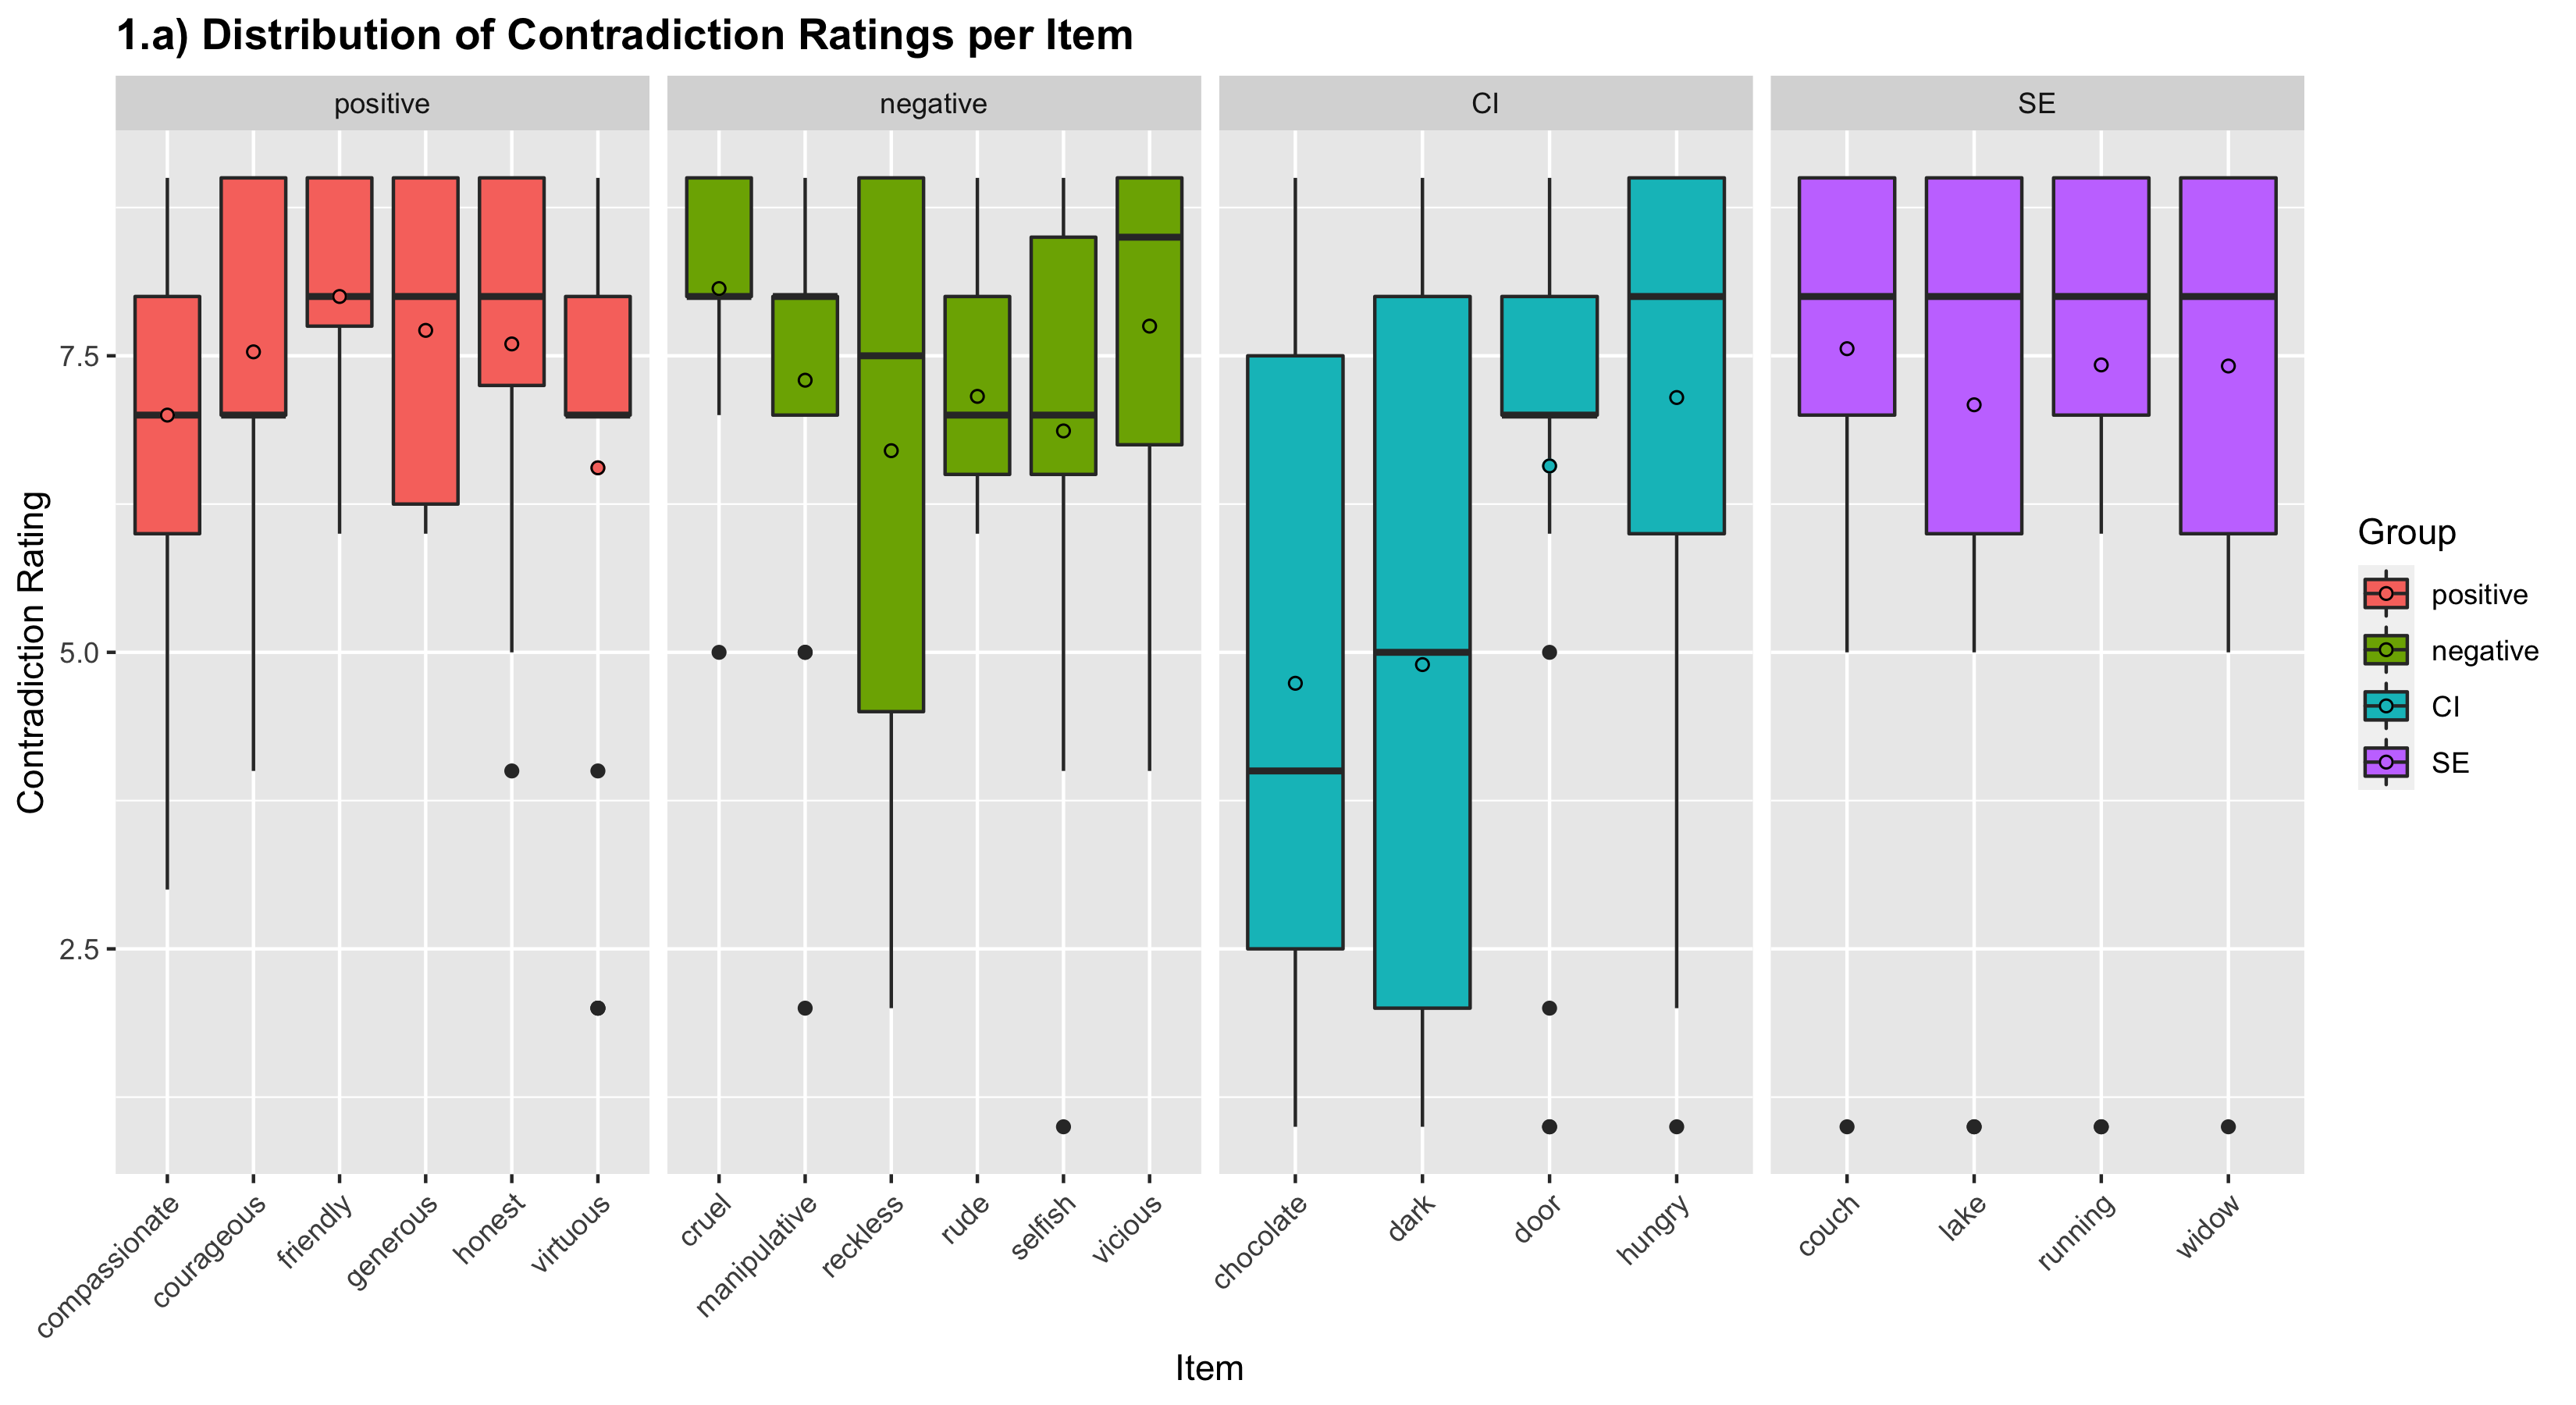 1.a) Distribution of Contradiction Ratings per Item
positive
negative
CI
SE
Contradiction Rating
7.5
5.0
2.5
compassionate
courageous
friendly
generous
honest
virtuous
cruel
manipulative
reckless
rude
selfish
vicious
chocolate
dark
door
hungry
couch
lake
running
widow
Item
Group
positive
negative
CI
SE